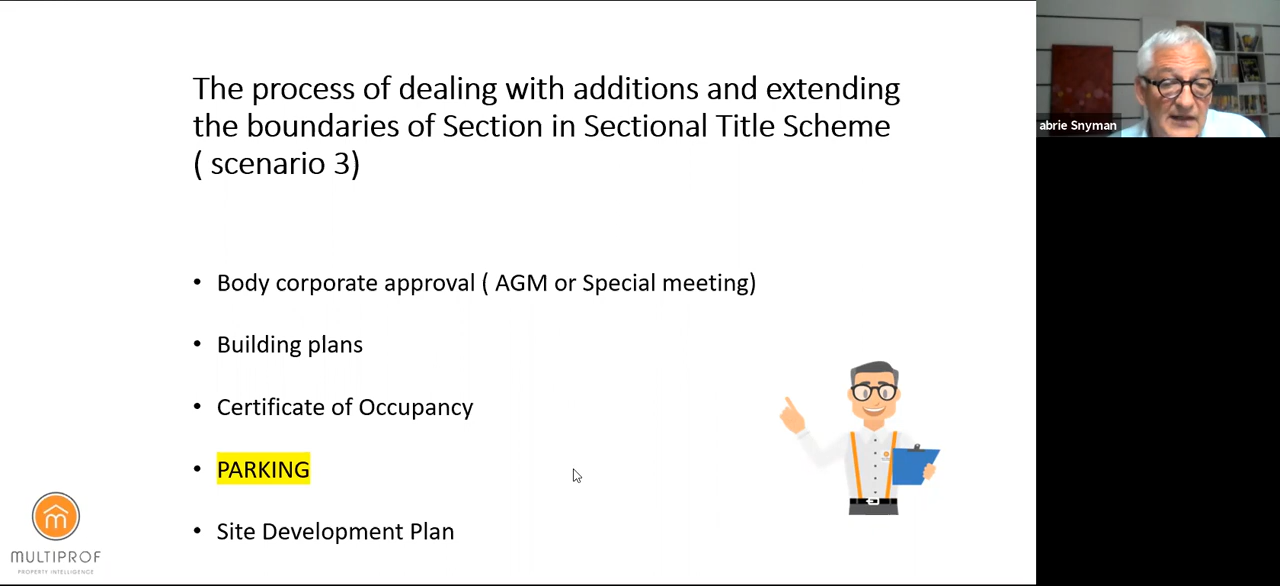 The process of dealing with additions and extending
the boundaries of Section in Sectional Title Scheme
( scenario 3)
abrie Snyman
• Body corporate approval ( AGM or Special meeting)
• Building plans
• Certificate of Occupancy
• PARKING
• Site Development Plan
MULTIPROF
PROPERTY INTELLIGENCE